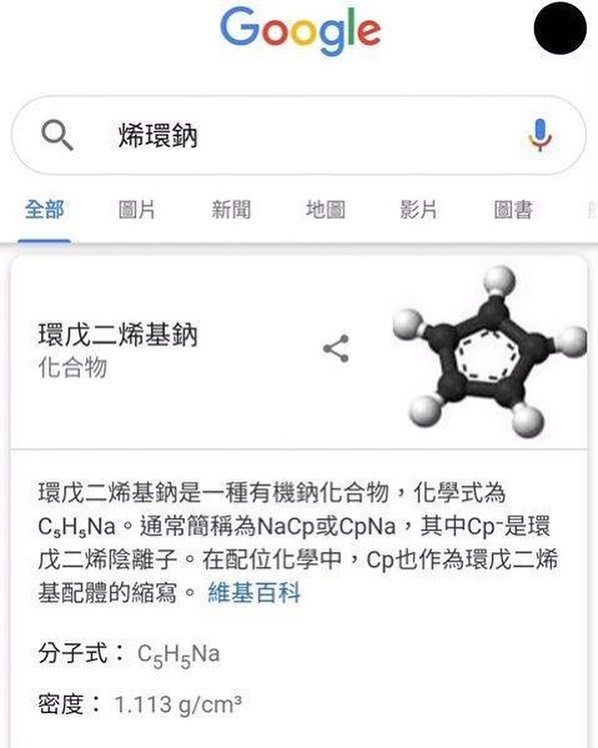 Google
烯環鈉
全部 圖片 新聞 地圖 影片 圖書
環戊二烯基鈉
化合物
環戊二烯基鈉是一種有機鈉化合物，化學式為
C₅H₅Na。通常簡稱為NaCp或CpNa，其中Cp⁻是環
戊二烯陰離子。在配位化學中，Cp也作為環戊二烯
基配體的縮寫。 維基百科
分子式： C₅H₅Na
密度： 1.113 g/cm³